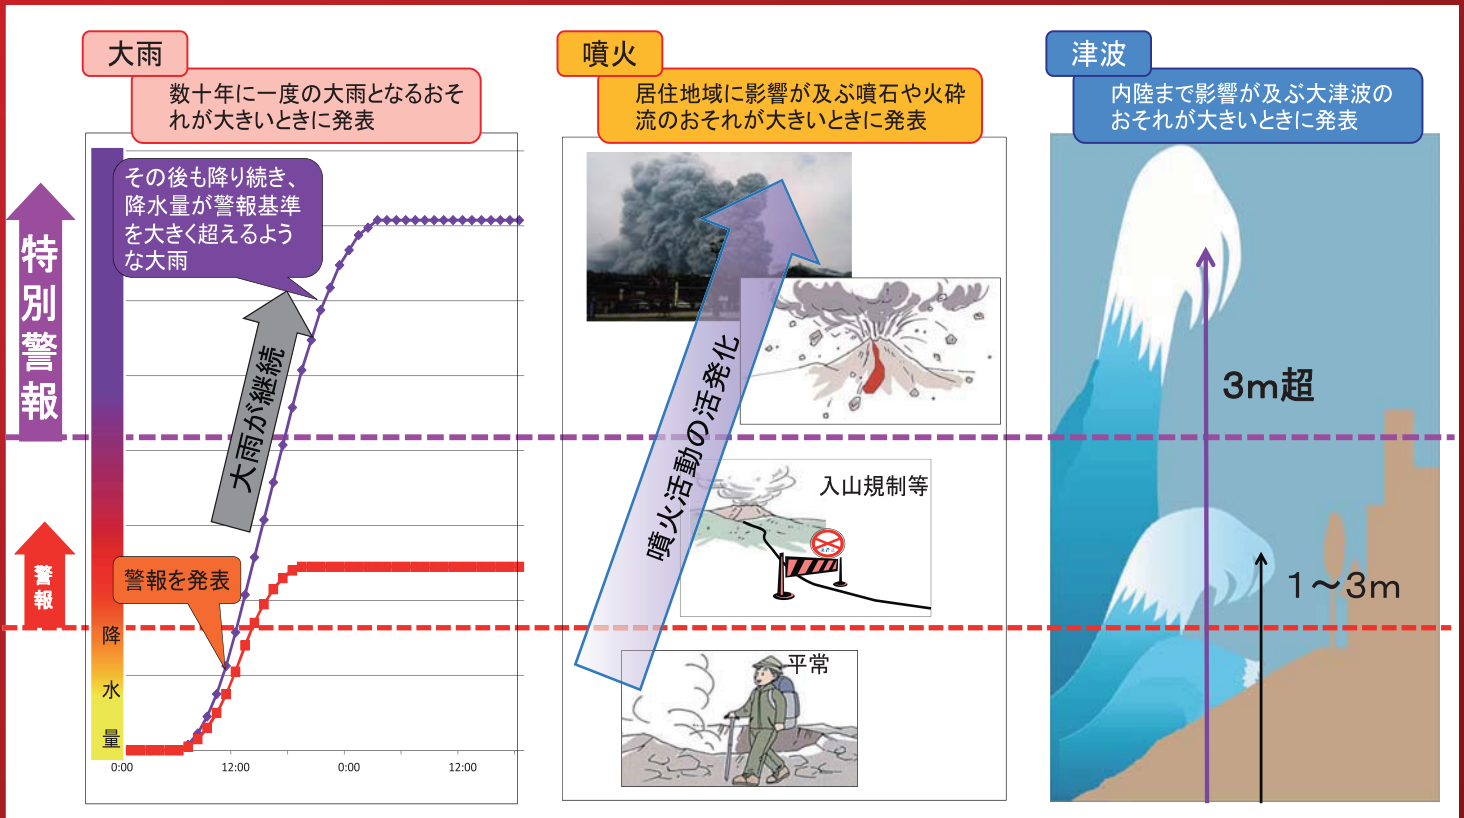 大雨
数十年に一度の大雨となるおそ
れが大きいときに発表
噴火
居住地域に影響が及ぶ噴石や火砕
流のおそれが大きいときに発表
津波
内陸まで影響が及ぶ大津波の
おそれが大きいときに発表
特別警報
警報
その後も降り続き、
降水量が警報基準
を大きく超えるよう
な大雨
大雨が継続
警報を発表
降水量
0:00
12:00
0:00
12:00
噴火活動の活発化
入山規制等
平常
3m超
1～3m